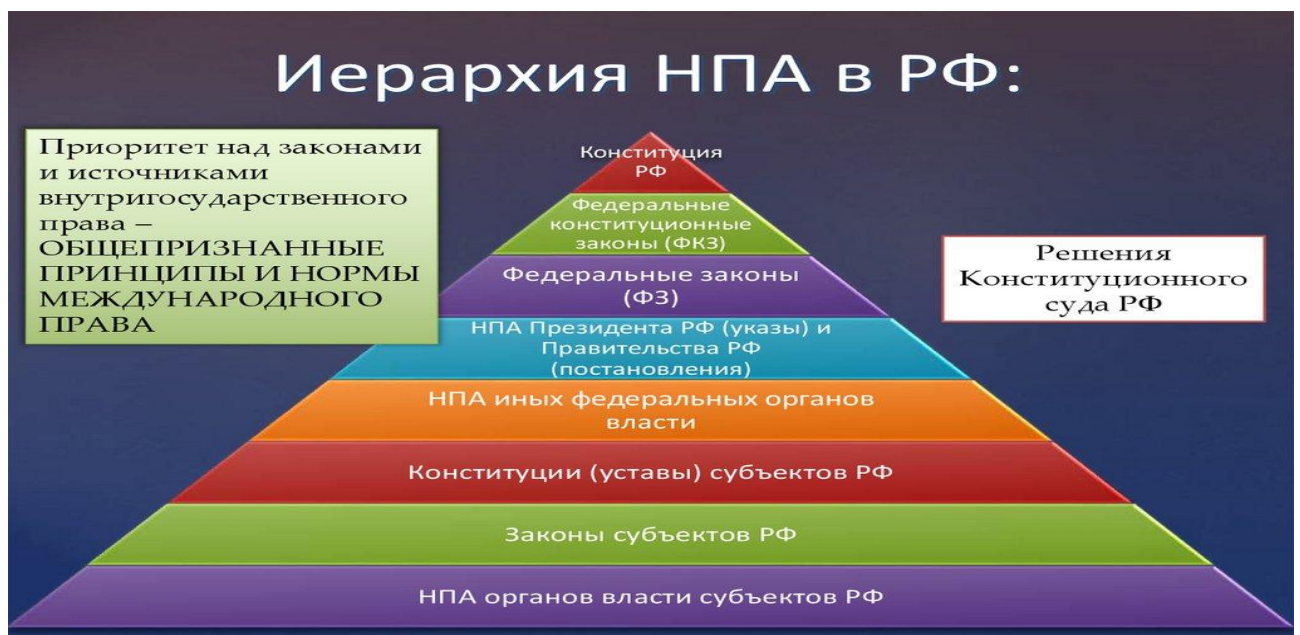 Иерархия НПА в РФ:
Приоритет над законами
и источниками
внутригосударственного
права –
ОБЩЕПРИЗНАННЫЕ
ПРИНЦИПЫ И НОРМЫ
МЕЖДУНАРОДНОГО
ПРАВА
Конституция
РФ
Федеральные
конституционные
законы (ФКЗ)
Федеральные законы
(ФЗ)
НПА Президента РФ (указы) и
Правительства РФ
(постановления)
НПА иных федеральных органов
власти
Конституции (уставы) субъектов РФ
Законы субъектов РФ
НПА органов власти субъектов РФ
Решения
Конституционного
суда РФ